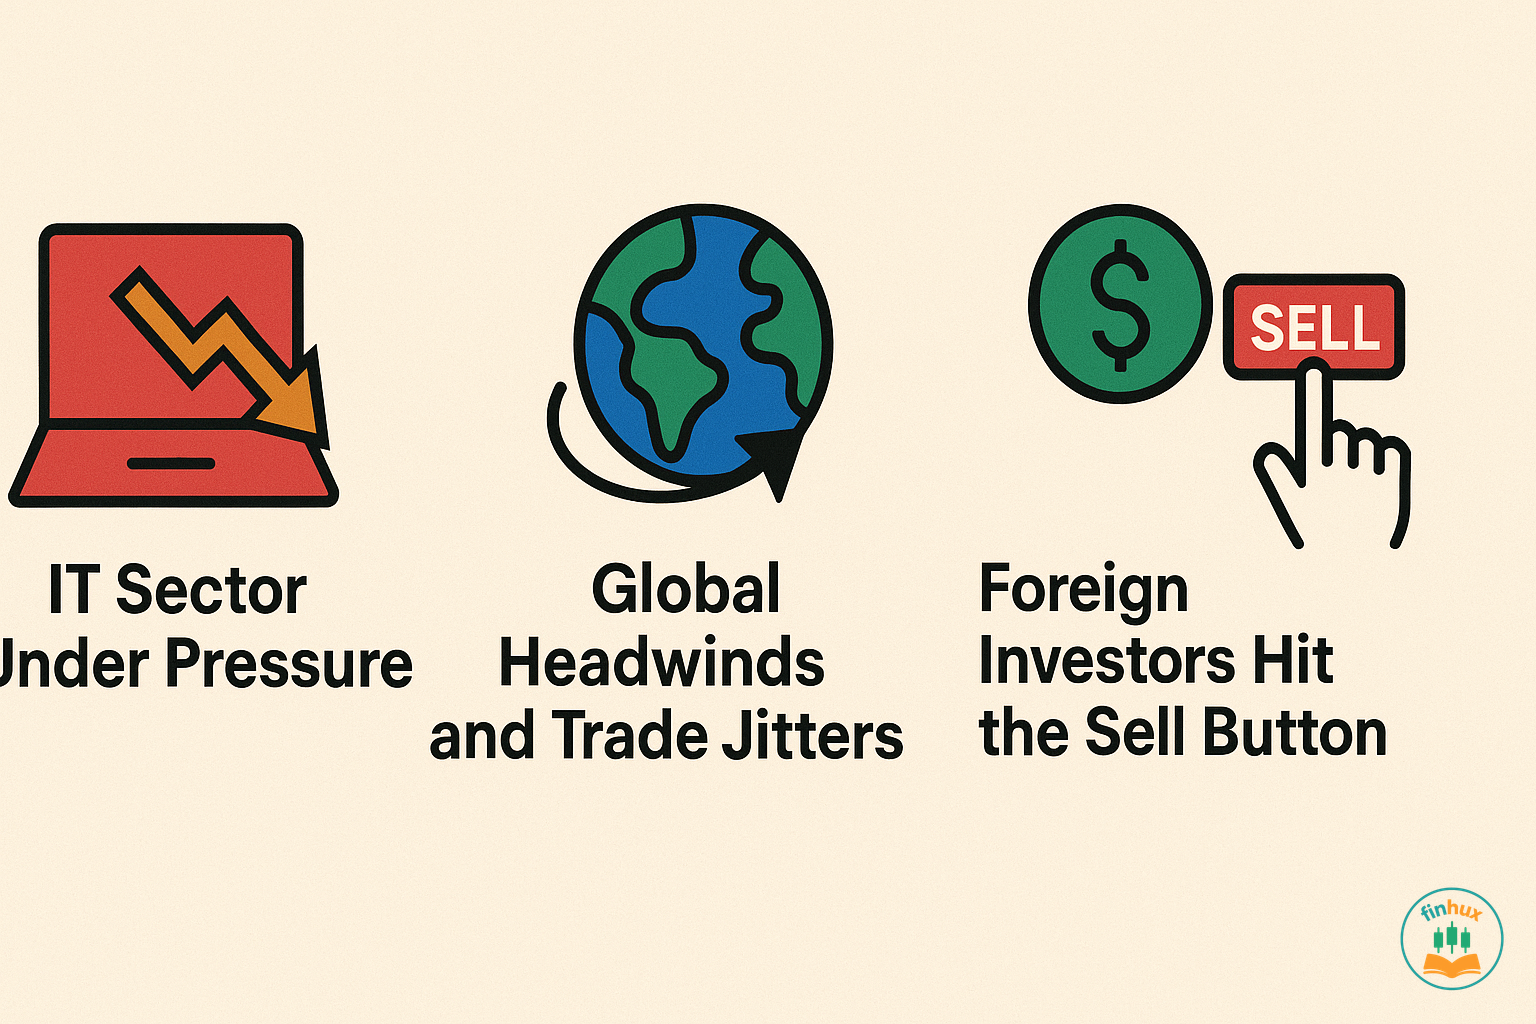 SELL
IT Sector
Under Pressure
Global
Headwinds
and Trade Jitters
Foreign
Investors Hit
the Sell Button
finhux